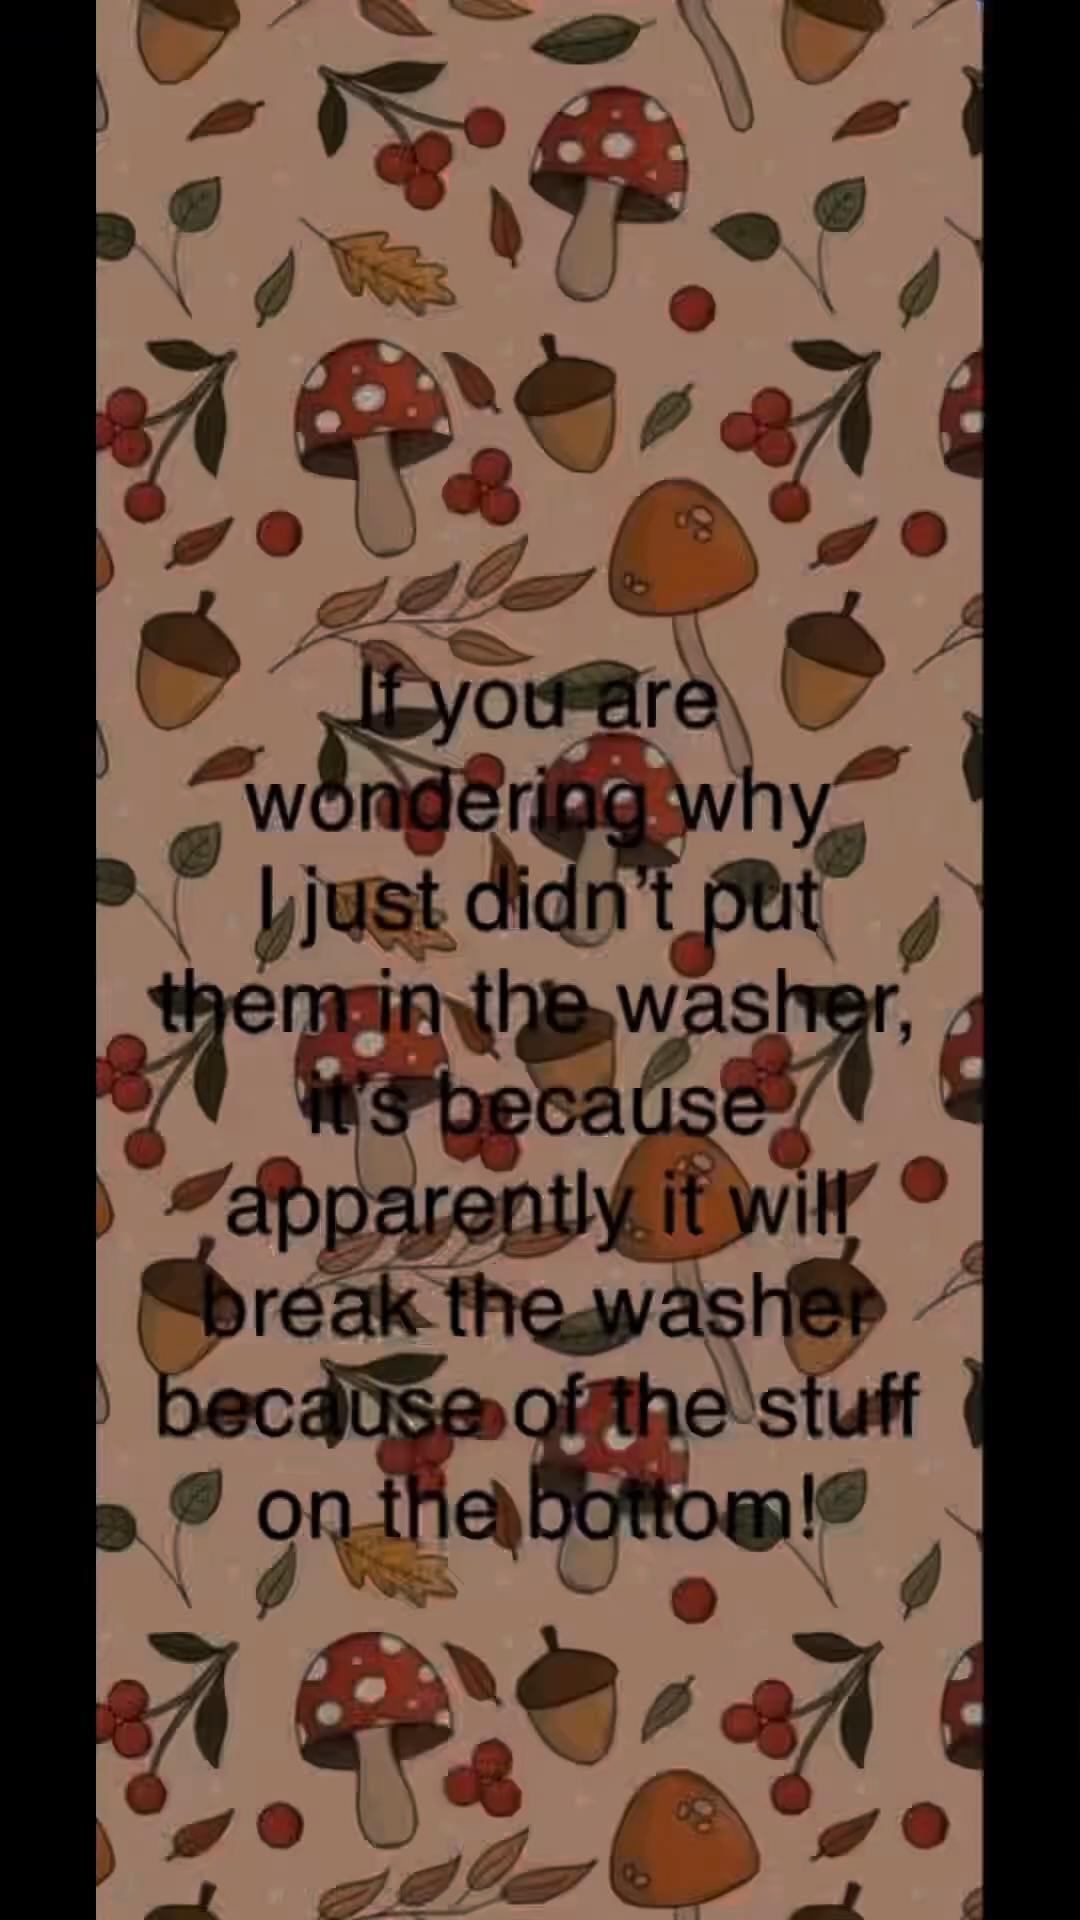 If you are
wondering why
I just didn’t put
them in the washer,
it’s because
apparently it will
break the washer
because of the stuff
on the bottom!